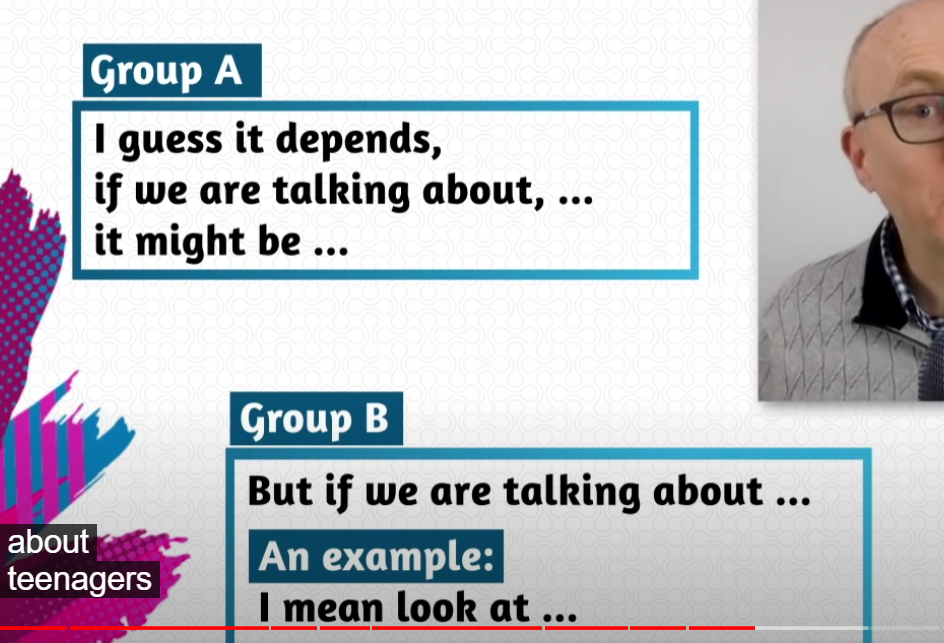 Group A
I guess it depends,
if we are talking about, ...
it might be ...
Group B
But if we are talking about ...
An example:
I mean look at ...
about
teenagers